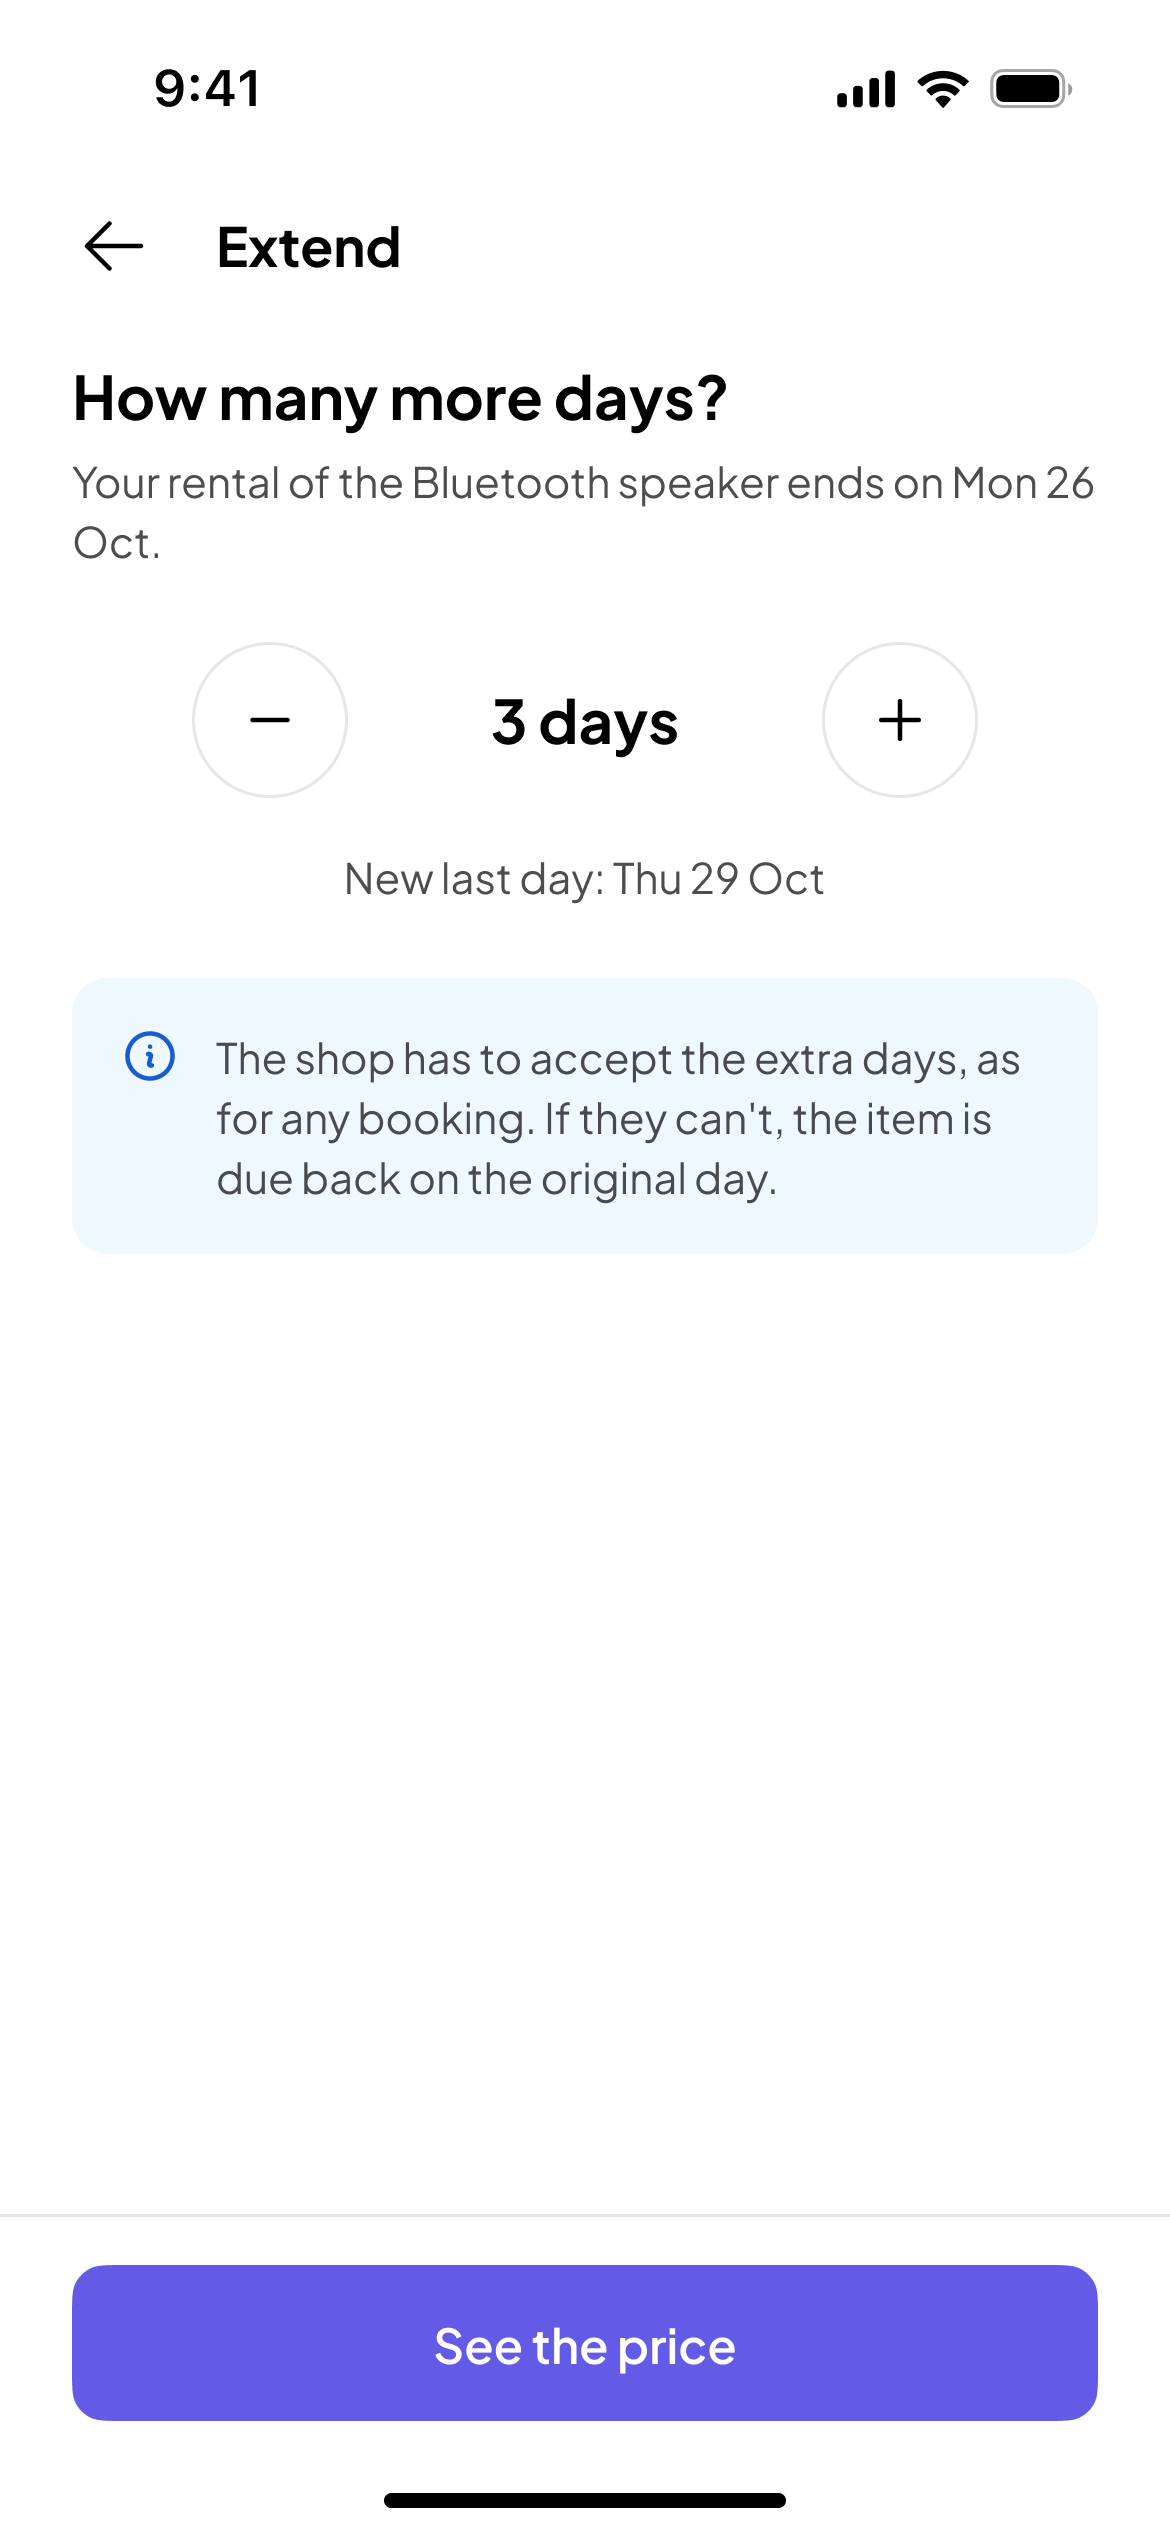 9:41
Extend
How many more days?
Your rental of the Bluetooth speaker ends on Mon 26
Oct.
3 days
New last day: Thu 29 Oct
The shop has to accept the extra days, as
for any booking. If they can't, the item is
due back on the original day.
See the price